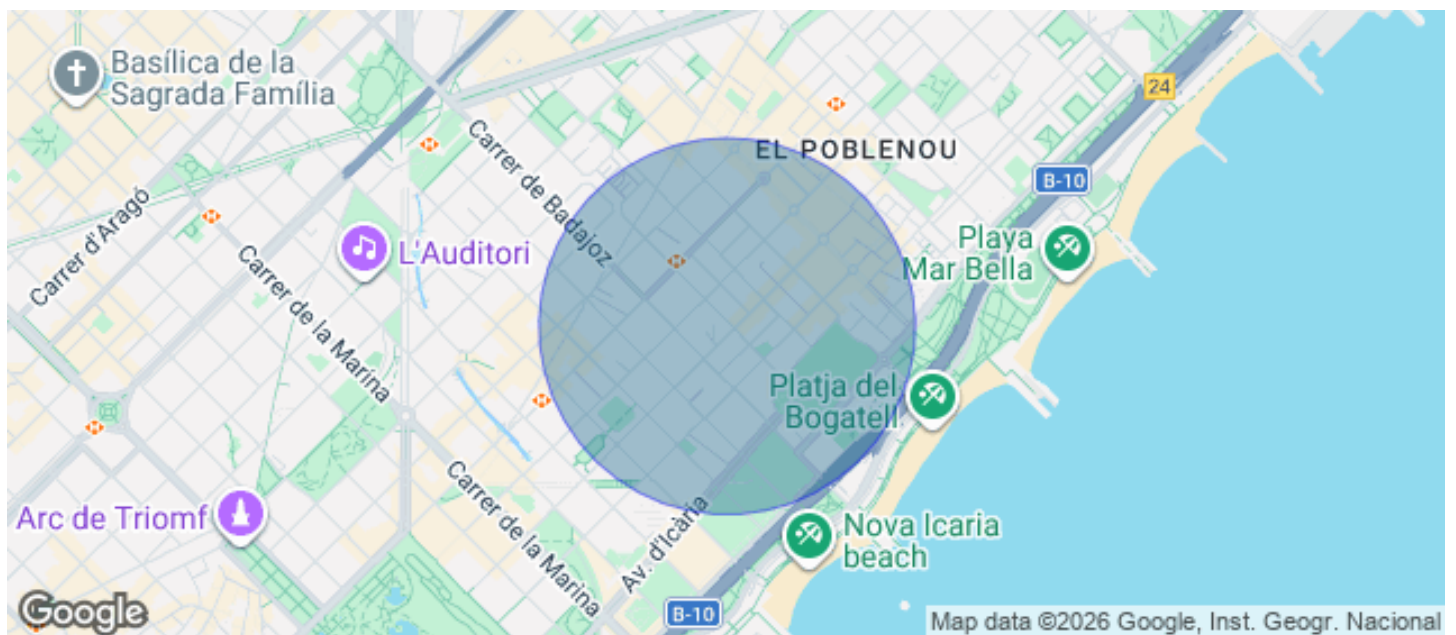 Basílica de la
Sagrada Família
24
EL POBLENOU
B-10
Carrer de Badajoz
Carrer d'Aragó
L'Auditori
Playa
Mar Bella
Carrer de la Marina
Platja del
Bogatell
Arc de Triomf
Carrer de la Marina
Av. d'Icària
Nova Icaria
beach
B-10
Google
Map data ©2026 Google, Inst. Geogr. Nacional